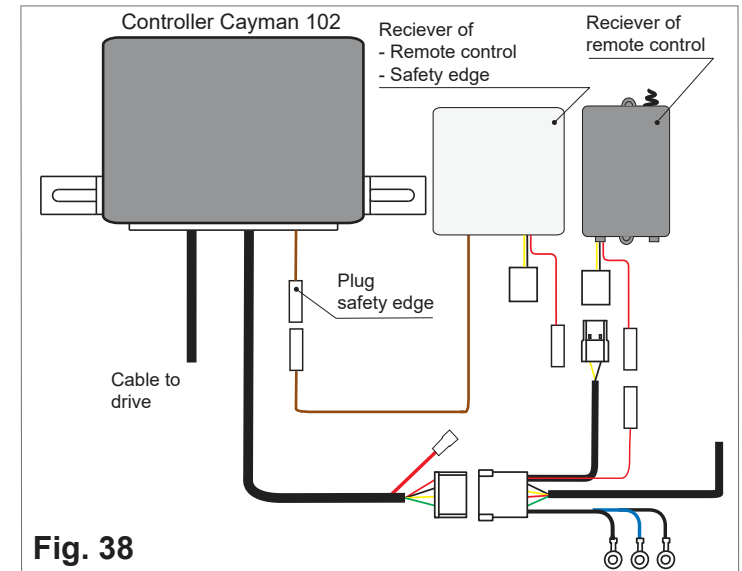 Controller Cayman 102
Reciever of
- Remote control
- Safety edge
Reciever of
remote control
Plug
safety edge
Cable to
drive
Fig. 38